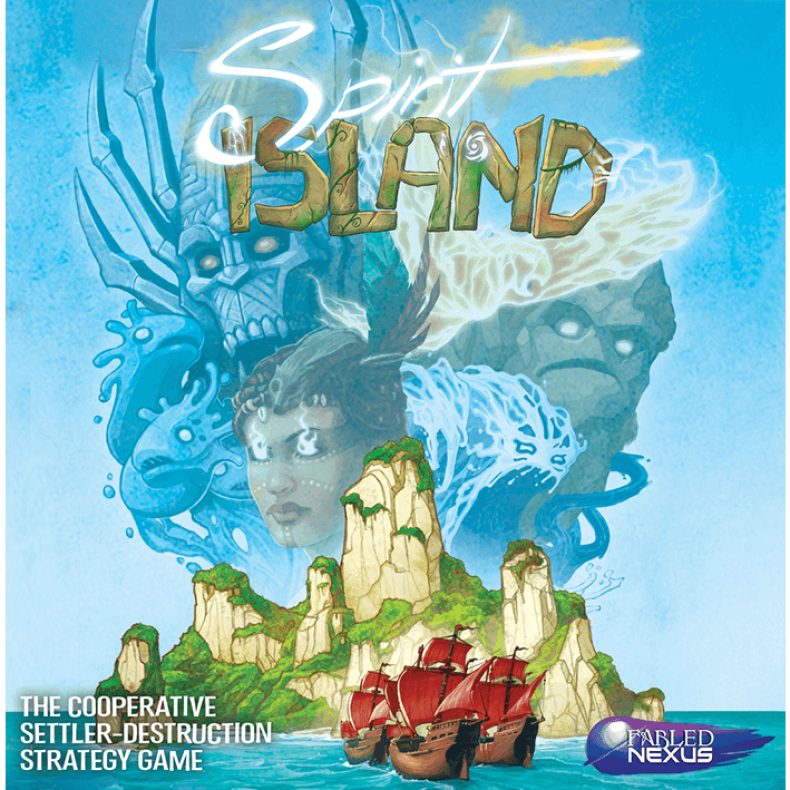 Spirit
ISLAND
THE COOPERATIVE
SETTLER-DESTRUCTION
STRATEGY GAME
FABLED
NEXUS